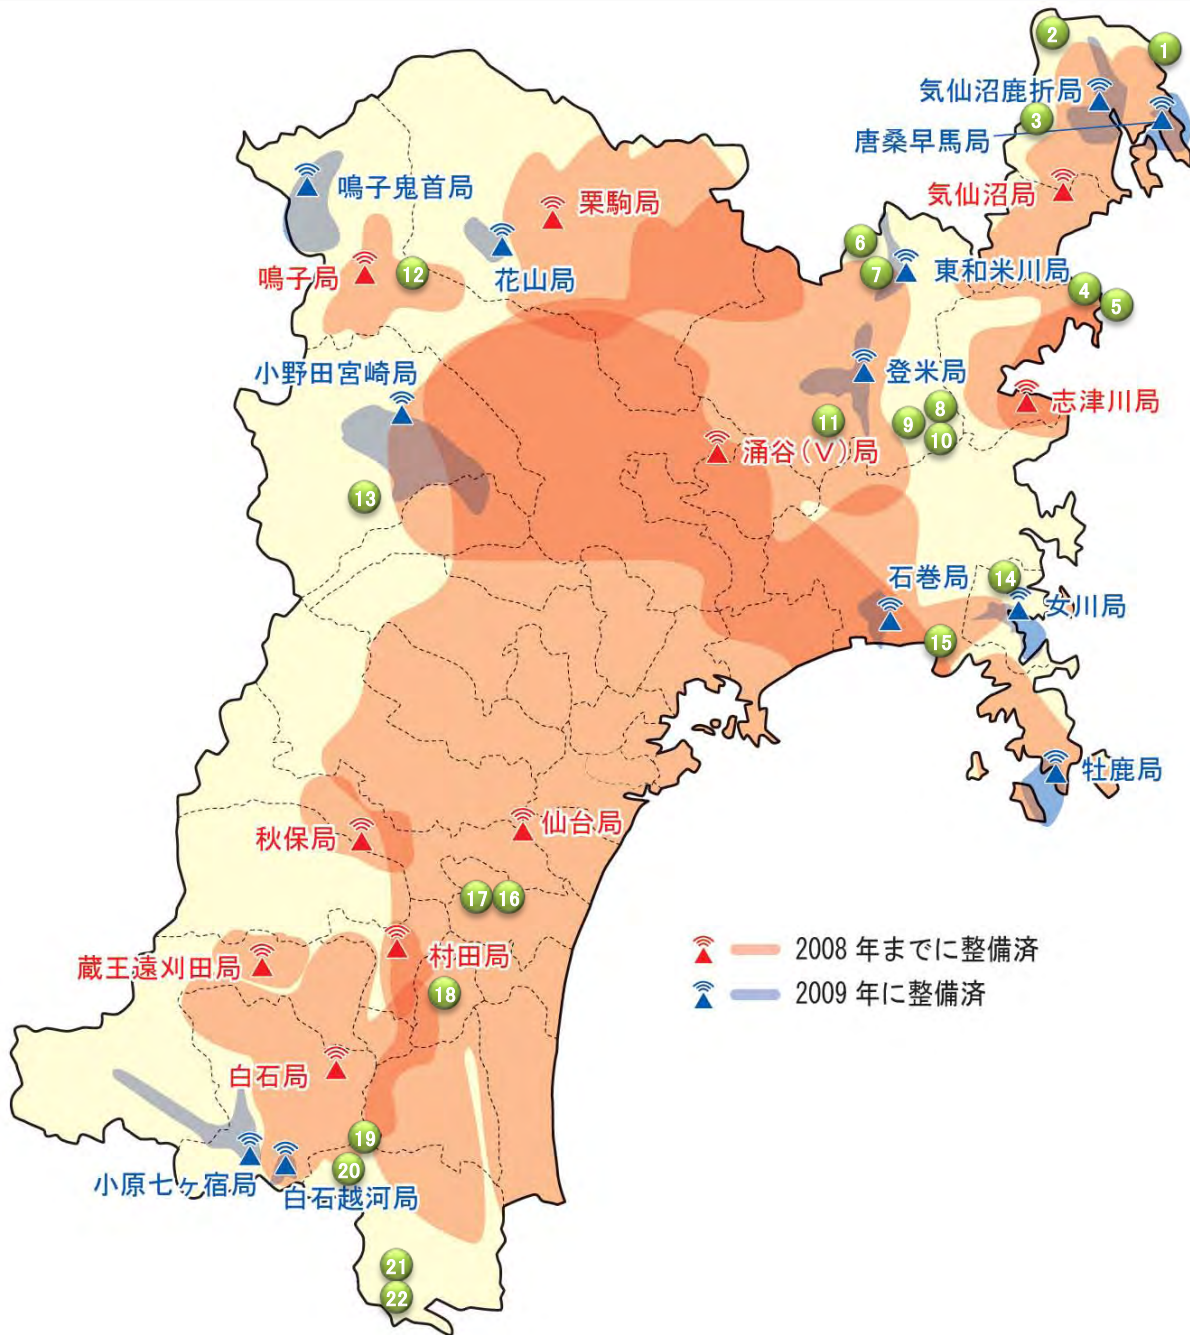 2
1
気仙沼鹿折局
3
唐桑早馬局
鳴子鬼首局
栗駒局
気仙沼局
6
7
東和米川局
花山局
鳴子局
12
4
5
小野田宮崎局
登米局
志津川局
11
9
8
10
涌谷(V)局
13
石巻局
14
女川局
15
牡鹿局
秋保局
仙台局
17
16
蔵王遠刈田局
村田局
18
2008 年までに整備済
2009 年に整備済
白石局
19
20
小原七ヶ宿局
白石越河局
21
22